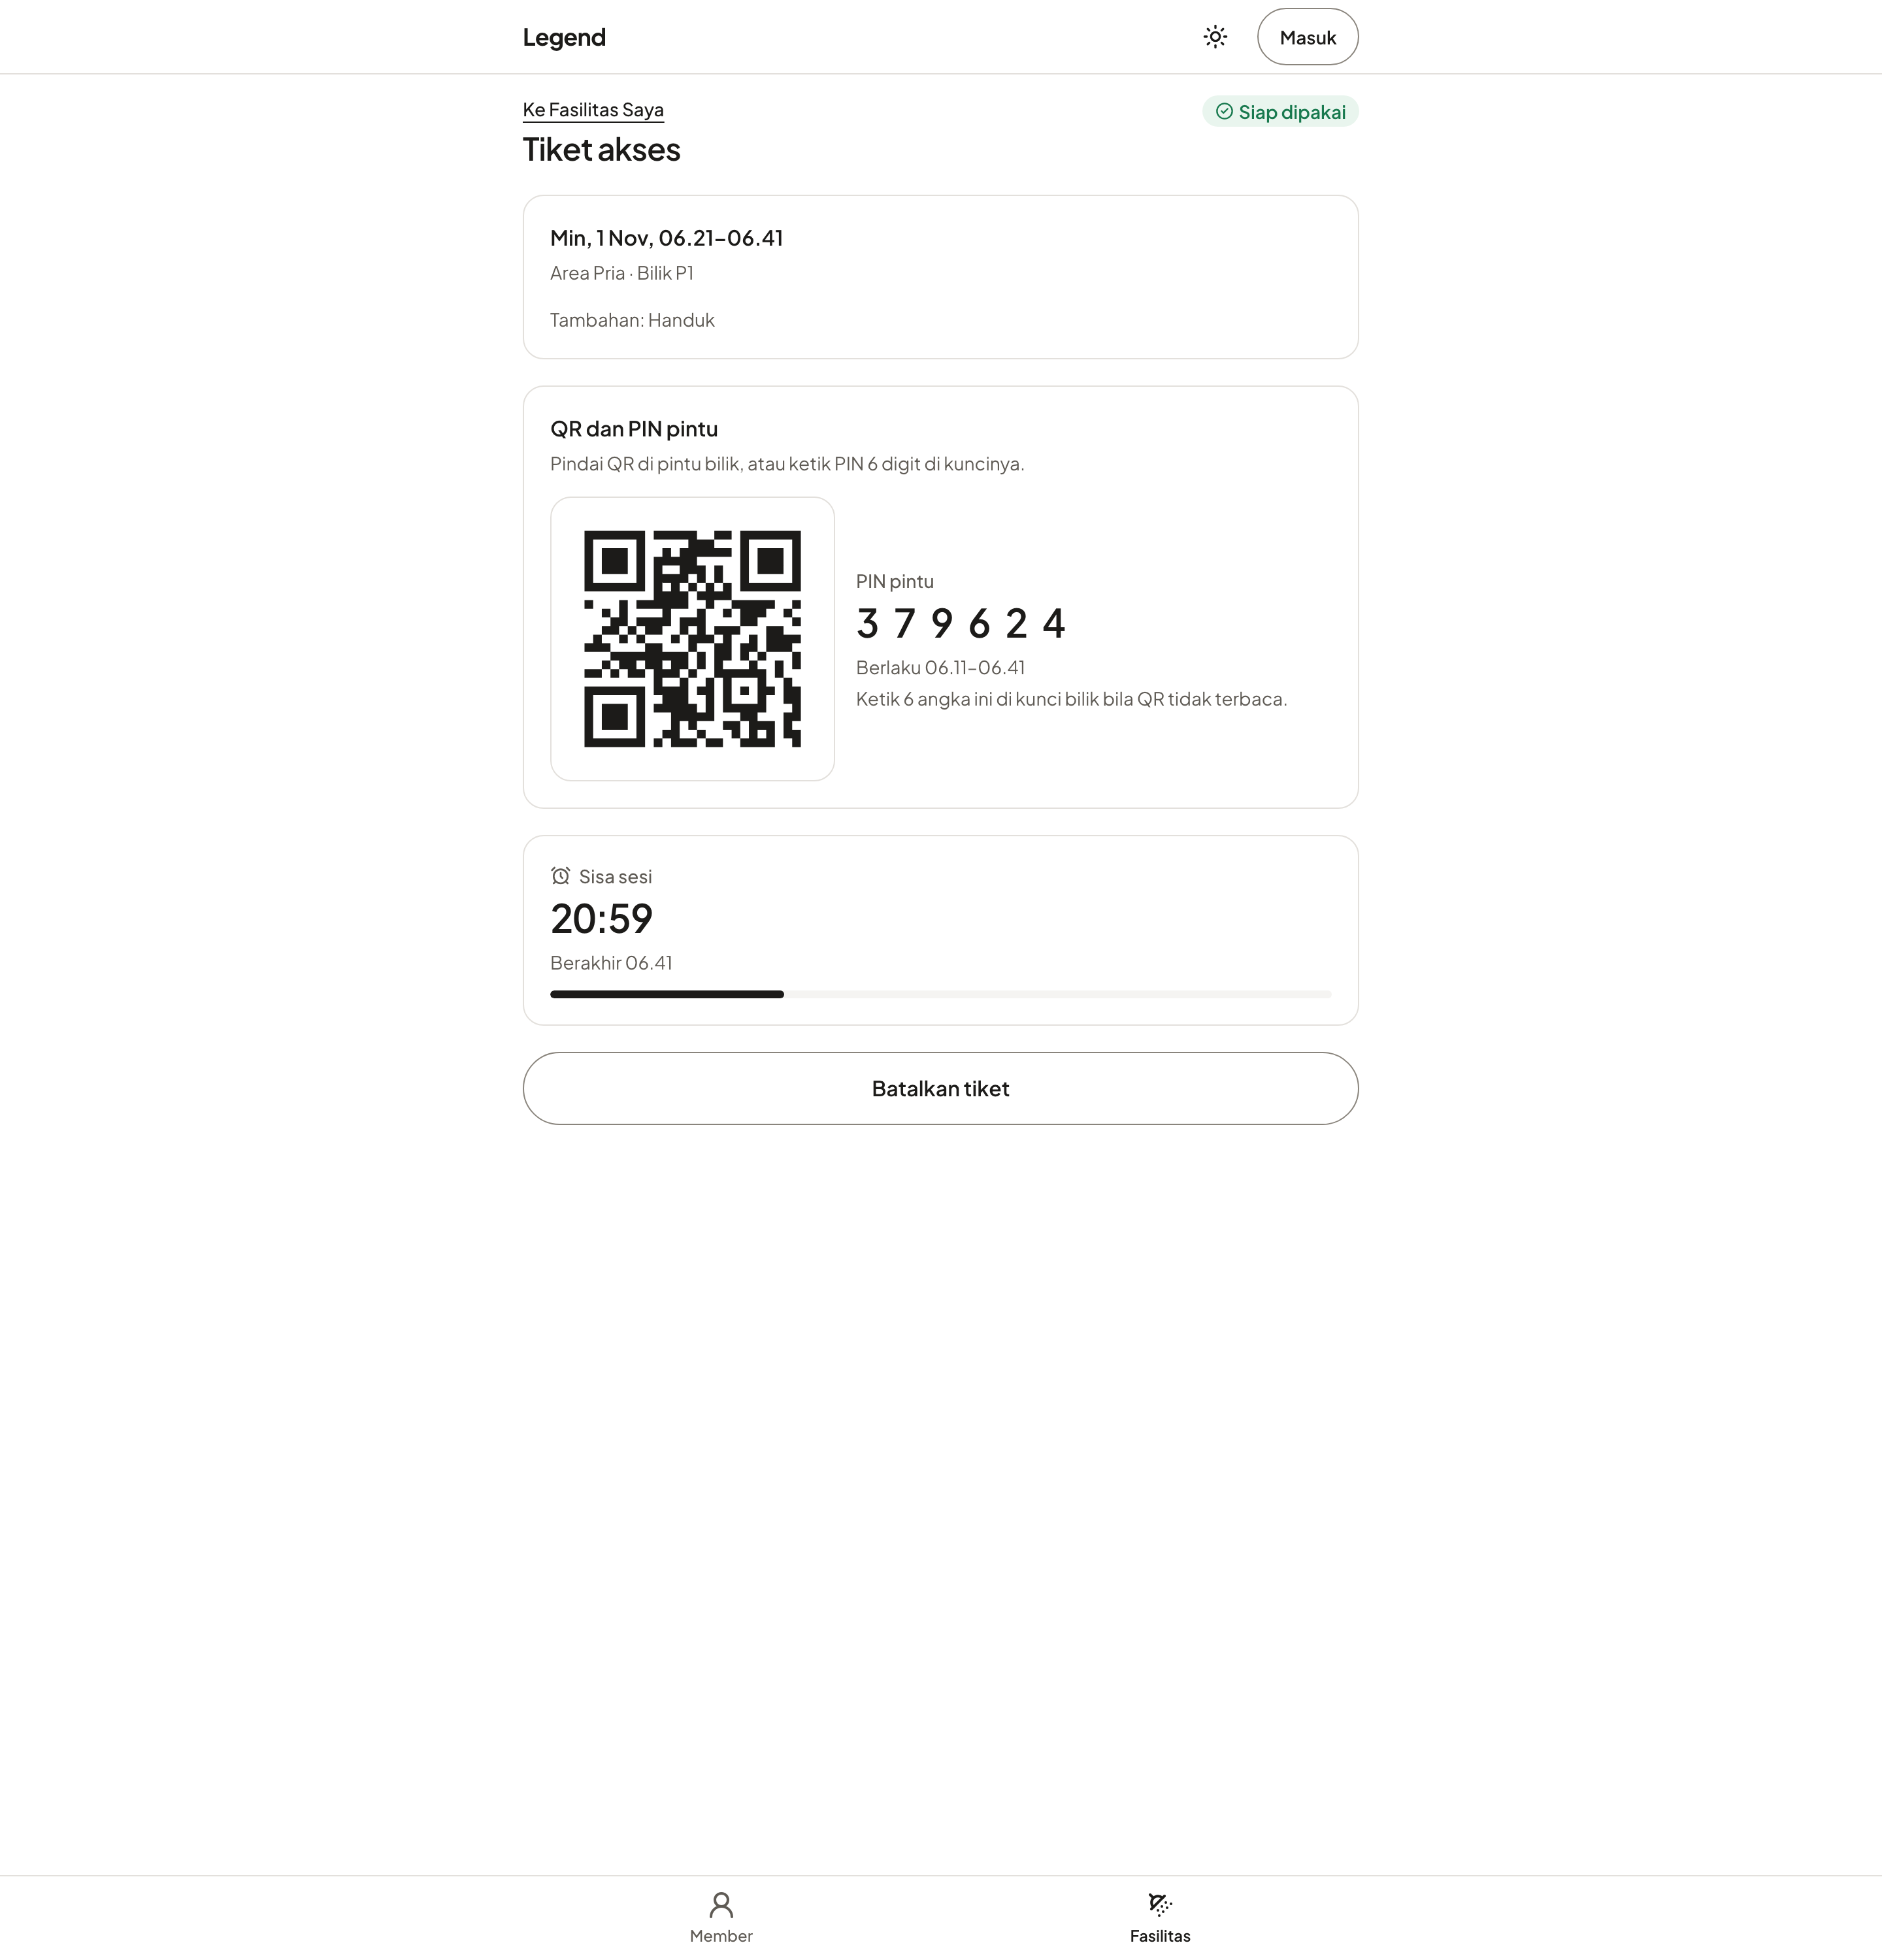 Legend
Masuk
Ke Fasilitas Saya
Siap dipakai
Tiket akses
Min, 1 Nov, 06.21–06.41
Area Pria · Bilik P1
Tambahan: Handuk
QR dan PIN pintu
Pindai QR di pintu bilik, atau ketik PIN 6 digit di kuncinya.
PIN pintu
3 7 9 6 2 4
Berlaku 06.11–06.41
Ketik 6 angka ini di kunci bilik bila QR tidak terbaca.
Sisa sesi
20:59
Berakhir 06.41
Batalkan tiket
Member
Fasilitas